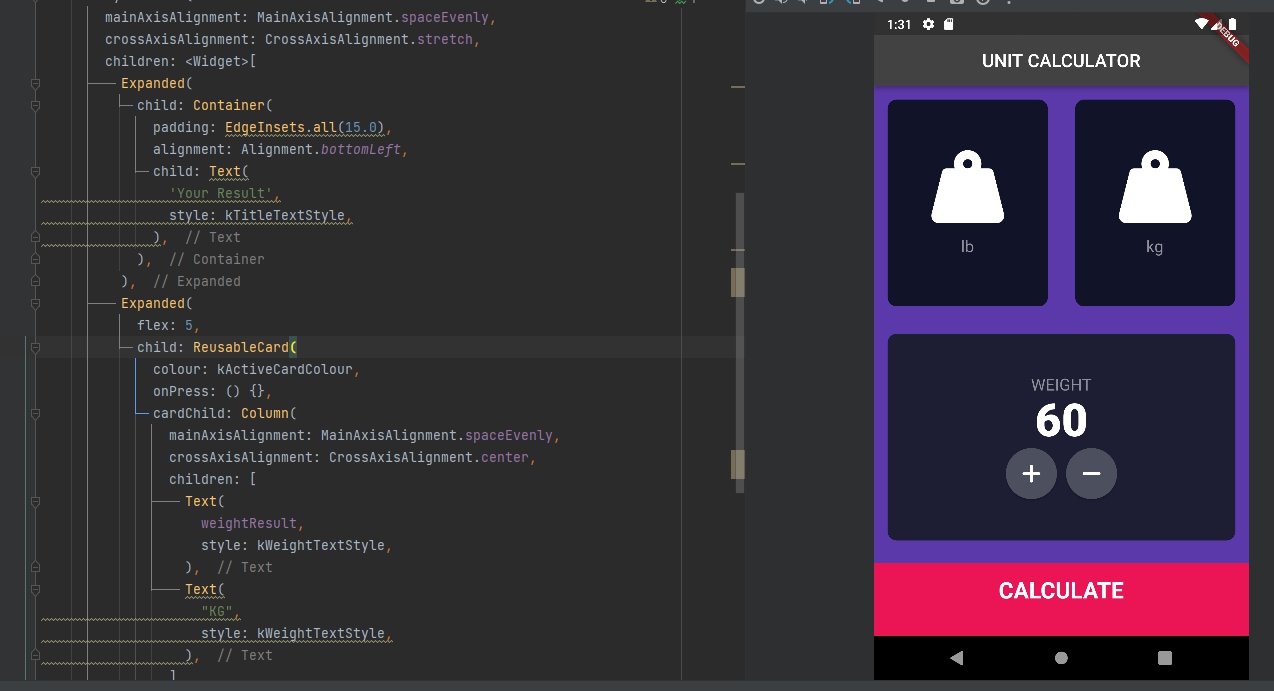 mainAxisAlignment: MainAxisAlignment.spaceEvenly,
crossAxisAlignment: CrossAxisAlignment.stretch,
children: <Widget>[
Expanded(
child: Container(
padding: EdgeInsets.all(15.0),
alignment: Alignment.bottomLeft,
child: Text(
'Your Result',
style: kTitleTextStyle,
), // Text
), // Container
), // Expanded
Expanded(
flex: 5,
child: ReusableCard(
colour: kActiveCardColour,
onPress: () {},
cardChild: Column(
mainAxisAlignment: MainAxisAlignment.spaceEvenly,
crossAxisAlignment: CrossAxisAlignment.center,
children: [
Text(
weightResult,
style: kWeightTextStyle,
), // Text
Text(
"KG",
style: kWeightTextStyle,
), // Text
]
1:31
DEBUG
UNIT CALCULATOR
lb
kg
WEIGHT
60
+ −
CALCULATE